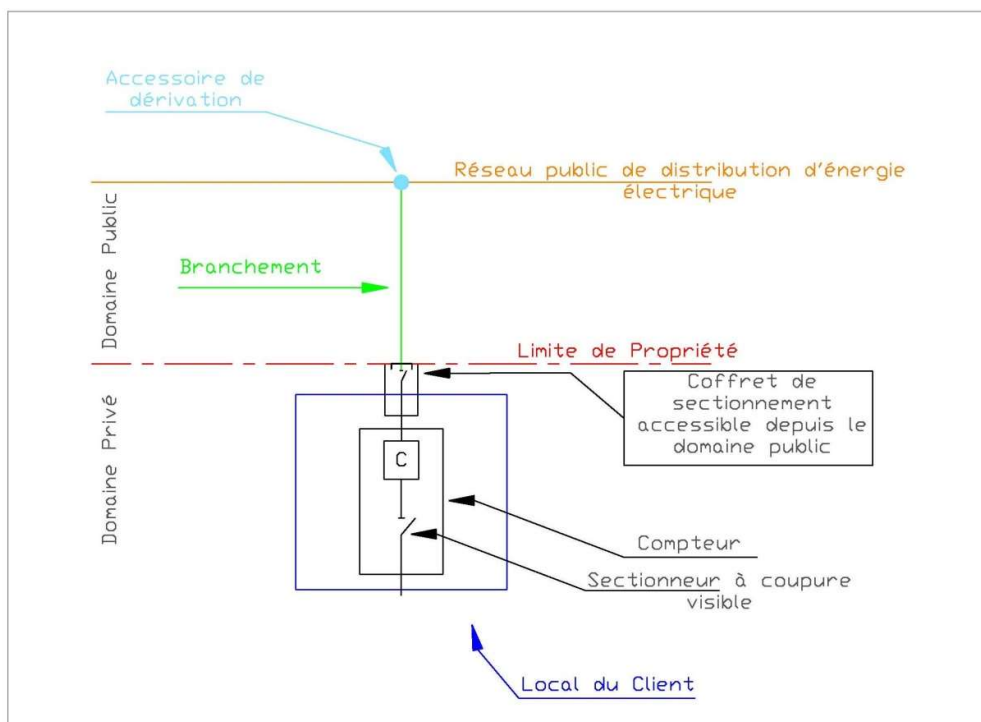 Accessoire de
dérivation
Réseau public de distribution d'énergie
électrique
Domaine Public
Branchement
Limite de Propriété
Coffret de
sectionnement
accessible depuis le
domaine public
Domaine Privé
C
Compteur
Sectionneur à coupure
visible
Local du Client